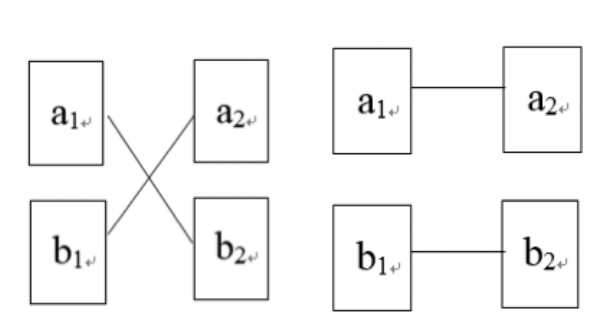 a₁ a₂ a₁ a₂
b₁ b₂ b₁ b₂